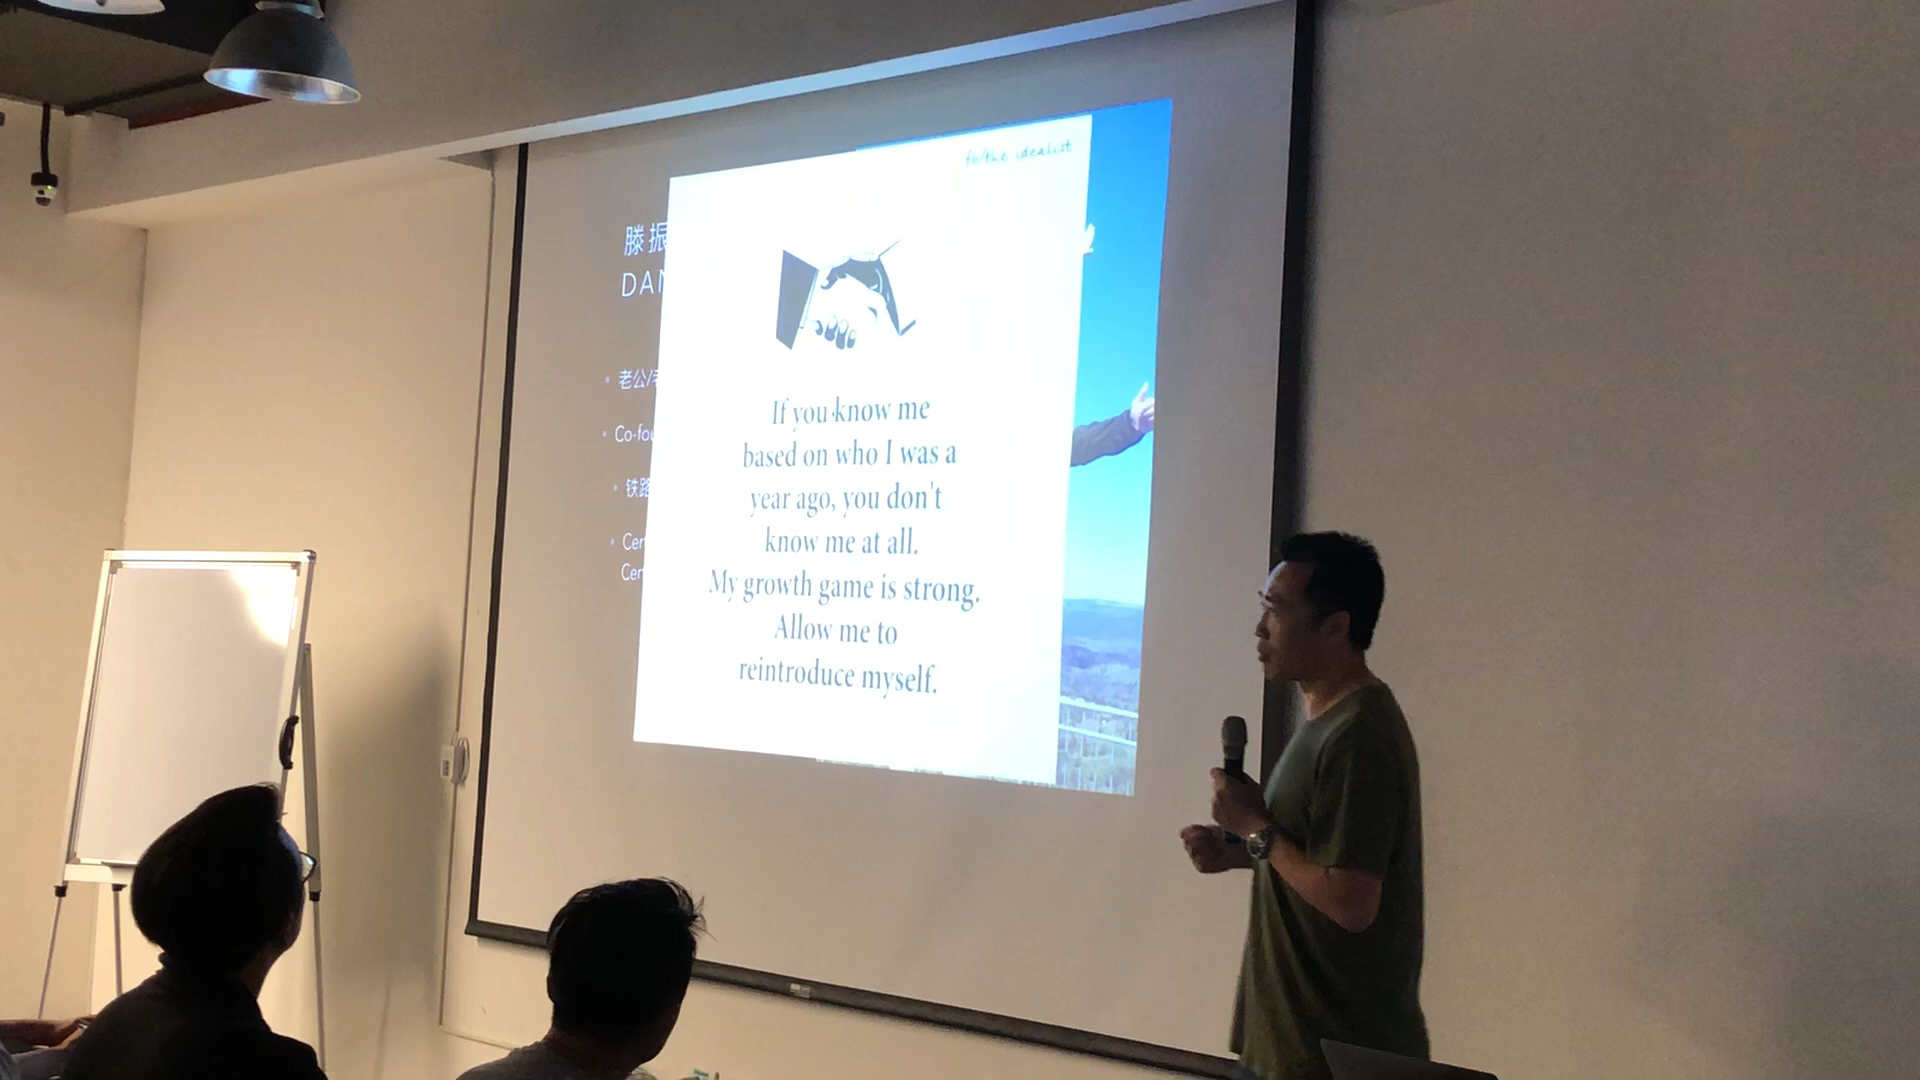 fb/the idealist
滕振
DAN
老公/
Co-fou
铁路
Cer
Cer
If you know me
based on who I was a
year ago, you don't
know me at all.
My growth game is strong.
Allow me to
reintroduce myself.